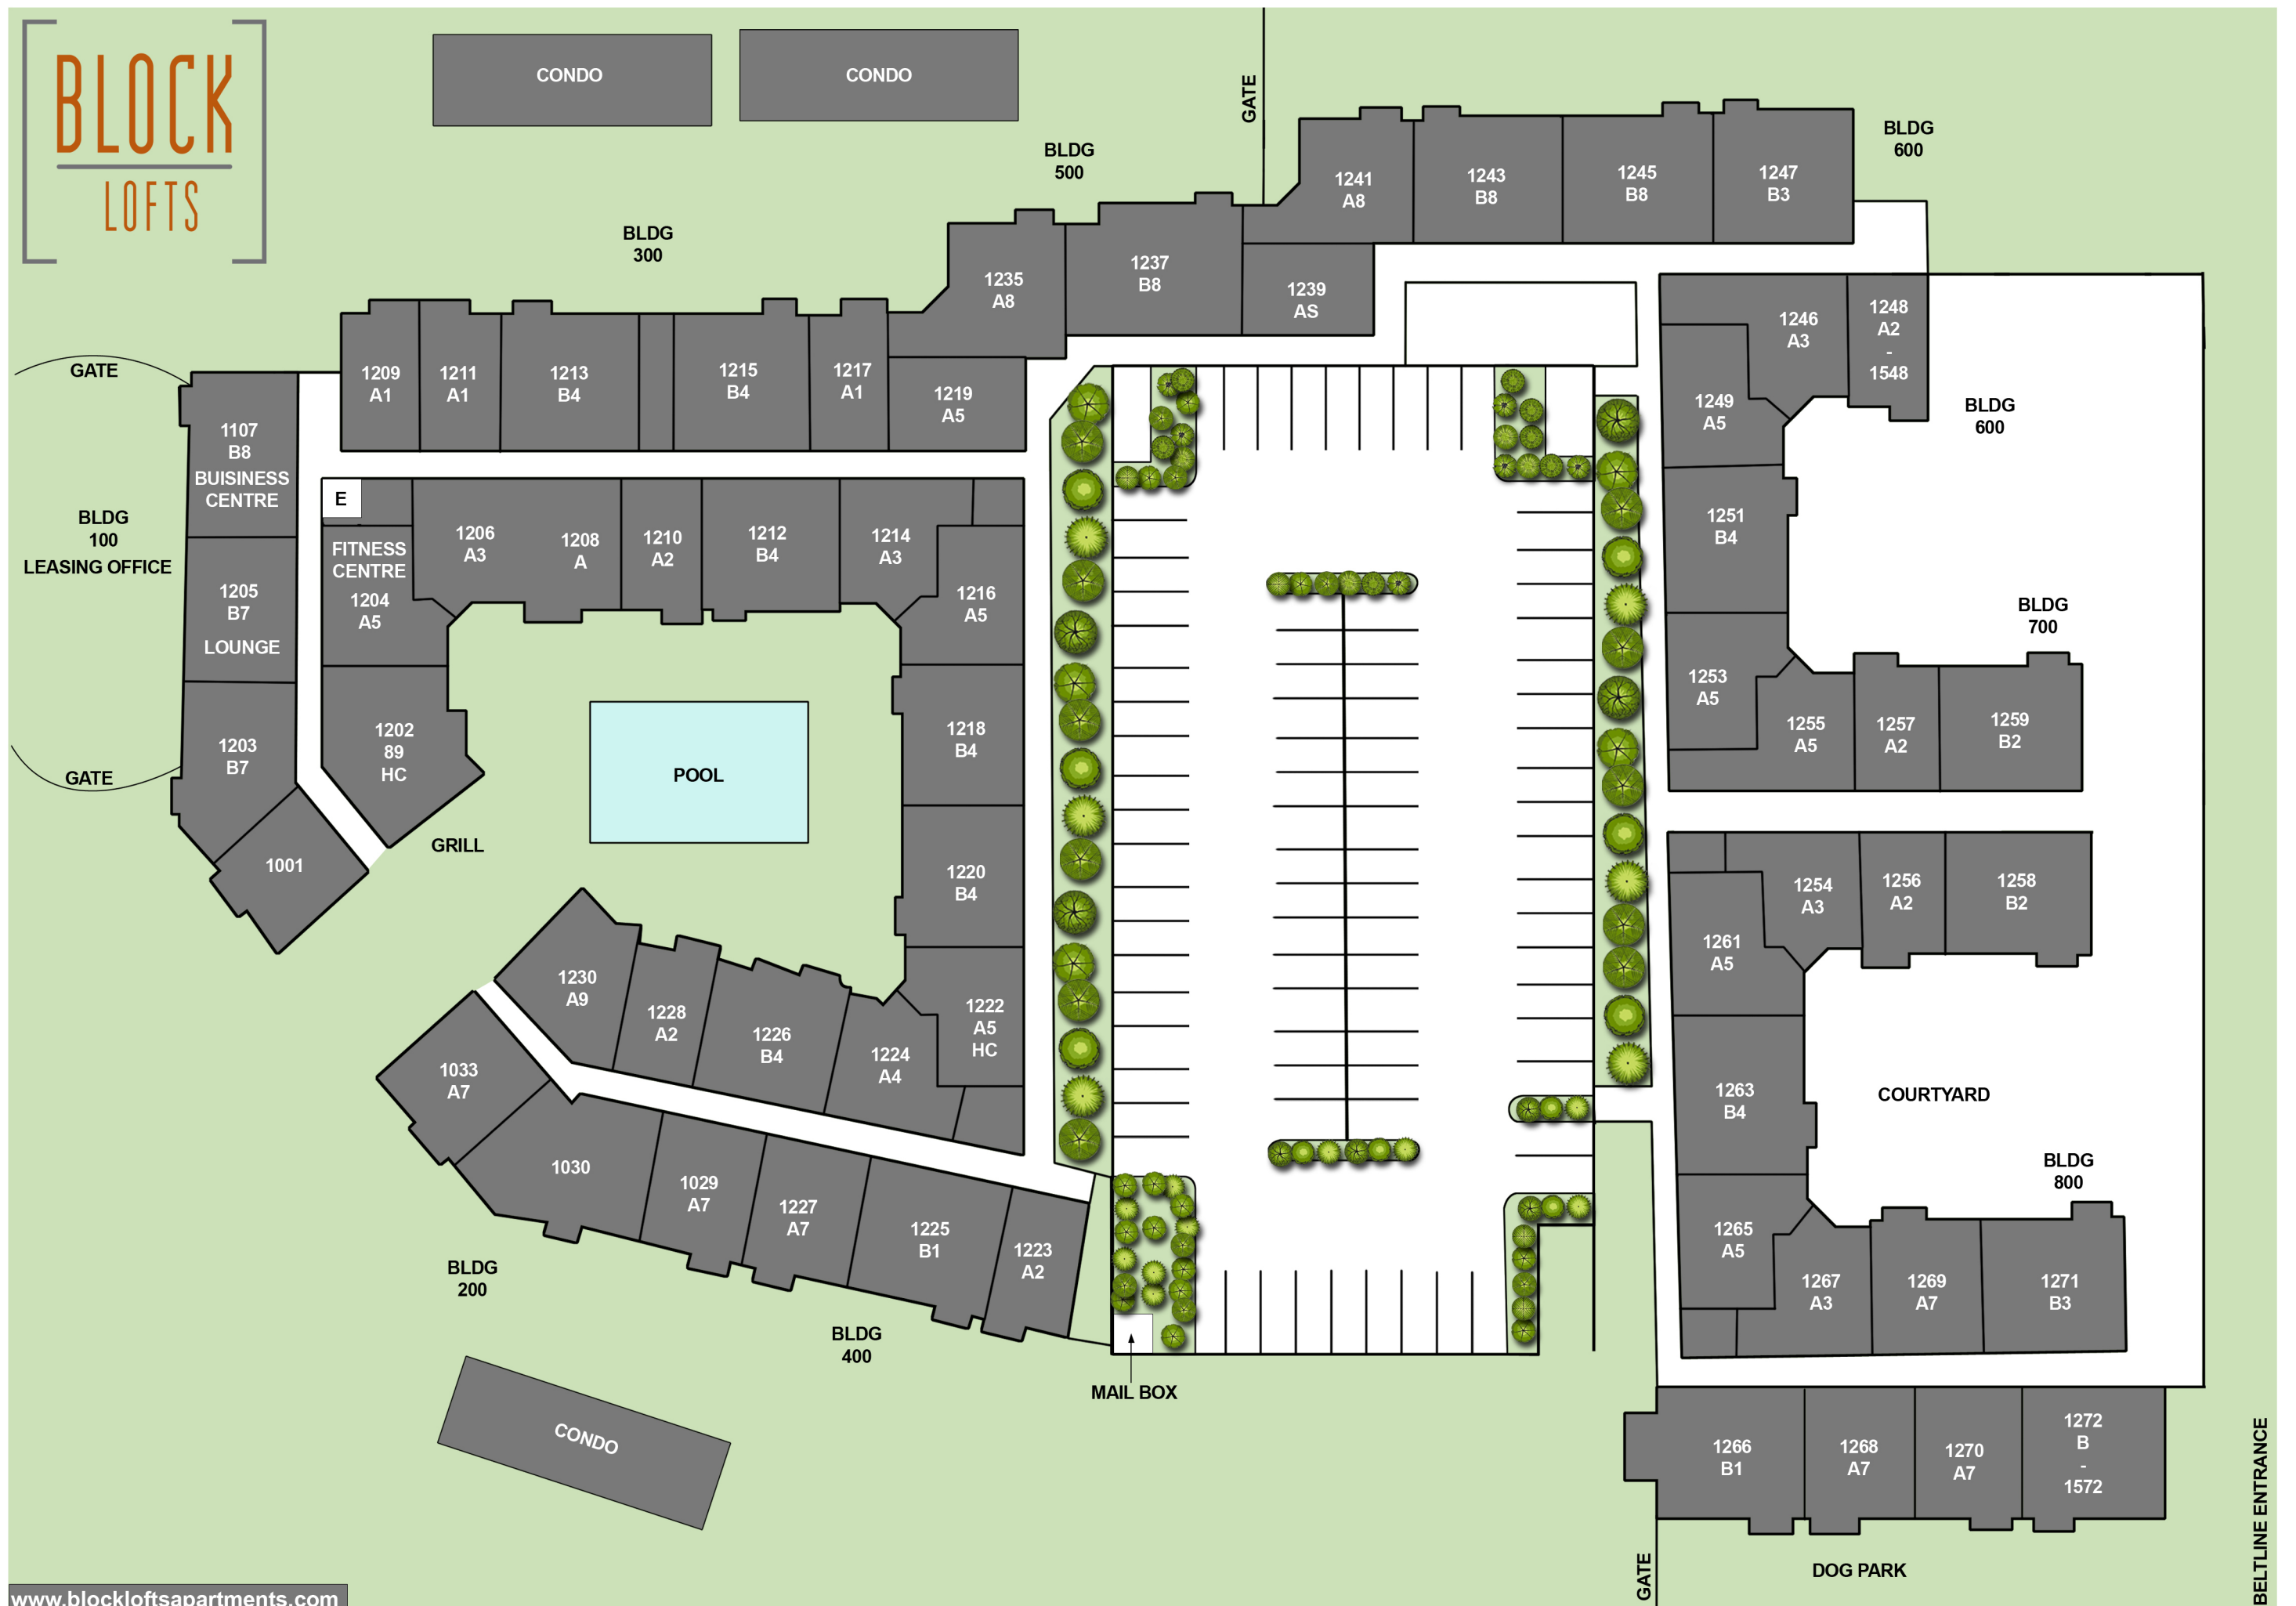 BLOCK
LOFTS
CONDO
CONDO
GATE
BLDG
500
BLDG
600
BLDG
300
1241
A8
1243
B8
1245
B8
1247
B3
1235
A8
1237
B8
1239
AS
1246
A3
1248
A2
-
1548
GATE
1209
A1
1211
A1
1213
B4
1215
B4
1217
A1
1219
A5
1249
A5
BLDG
600
1107
B8
BUISINESS
CENTRE
E
BLDG
100
LEASING OFFICE
FITNESS
CENTRE
1204
A5
1206
A3
1208
A
1210
A2
1212
B4
1214
A3
1216
A5
1251
B4
1205
B7
LOUNGE
BLDG
700
1203
B7
GATE
1202
89
HC
POOL
1218
B4
1253
A5
1255
A5
1257
A2
1259
B2
GRILL
1001
1220
B4
1254
A3
1256
A2
1258
B2
1261
A5
1230
A9
1228
A2
1226
B4
1224
A4
1222
A5
HC
1033
A7
1030
1029
A7
1227
A7
1225
B1
1223
A2
1263
B4
COURTYARD
BLDG
800
1265
A5
1267
A3
1269
A7
1271
B3
BLDG
200
BLDG
400
MAIL BOX
CONDO
1266
B1
1268
A7
1270
A7
1272
B
-
1572
GATE
DOG PARK
BELTLINE ENTRANCE
www.blockloftsapartments.com